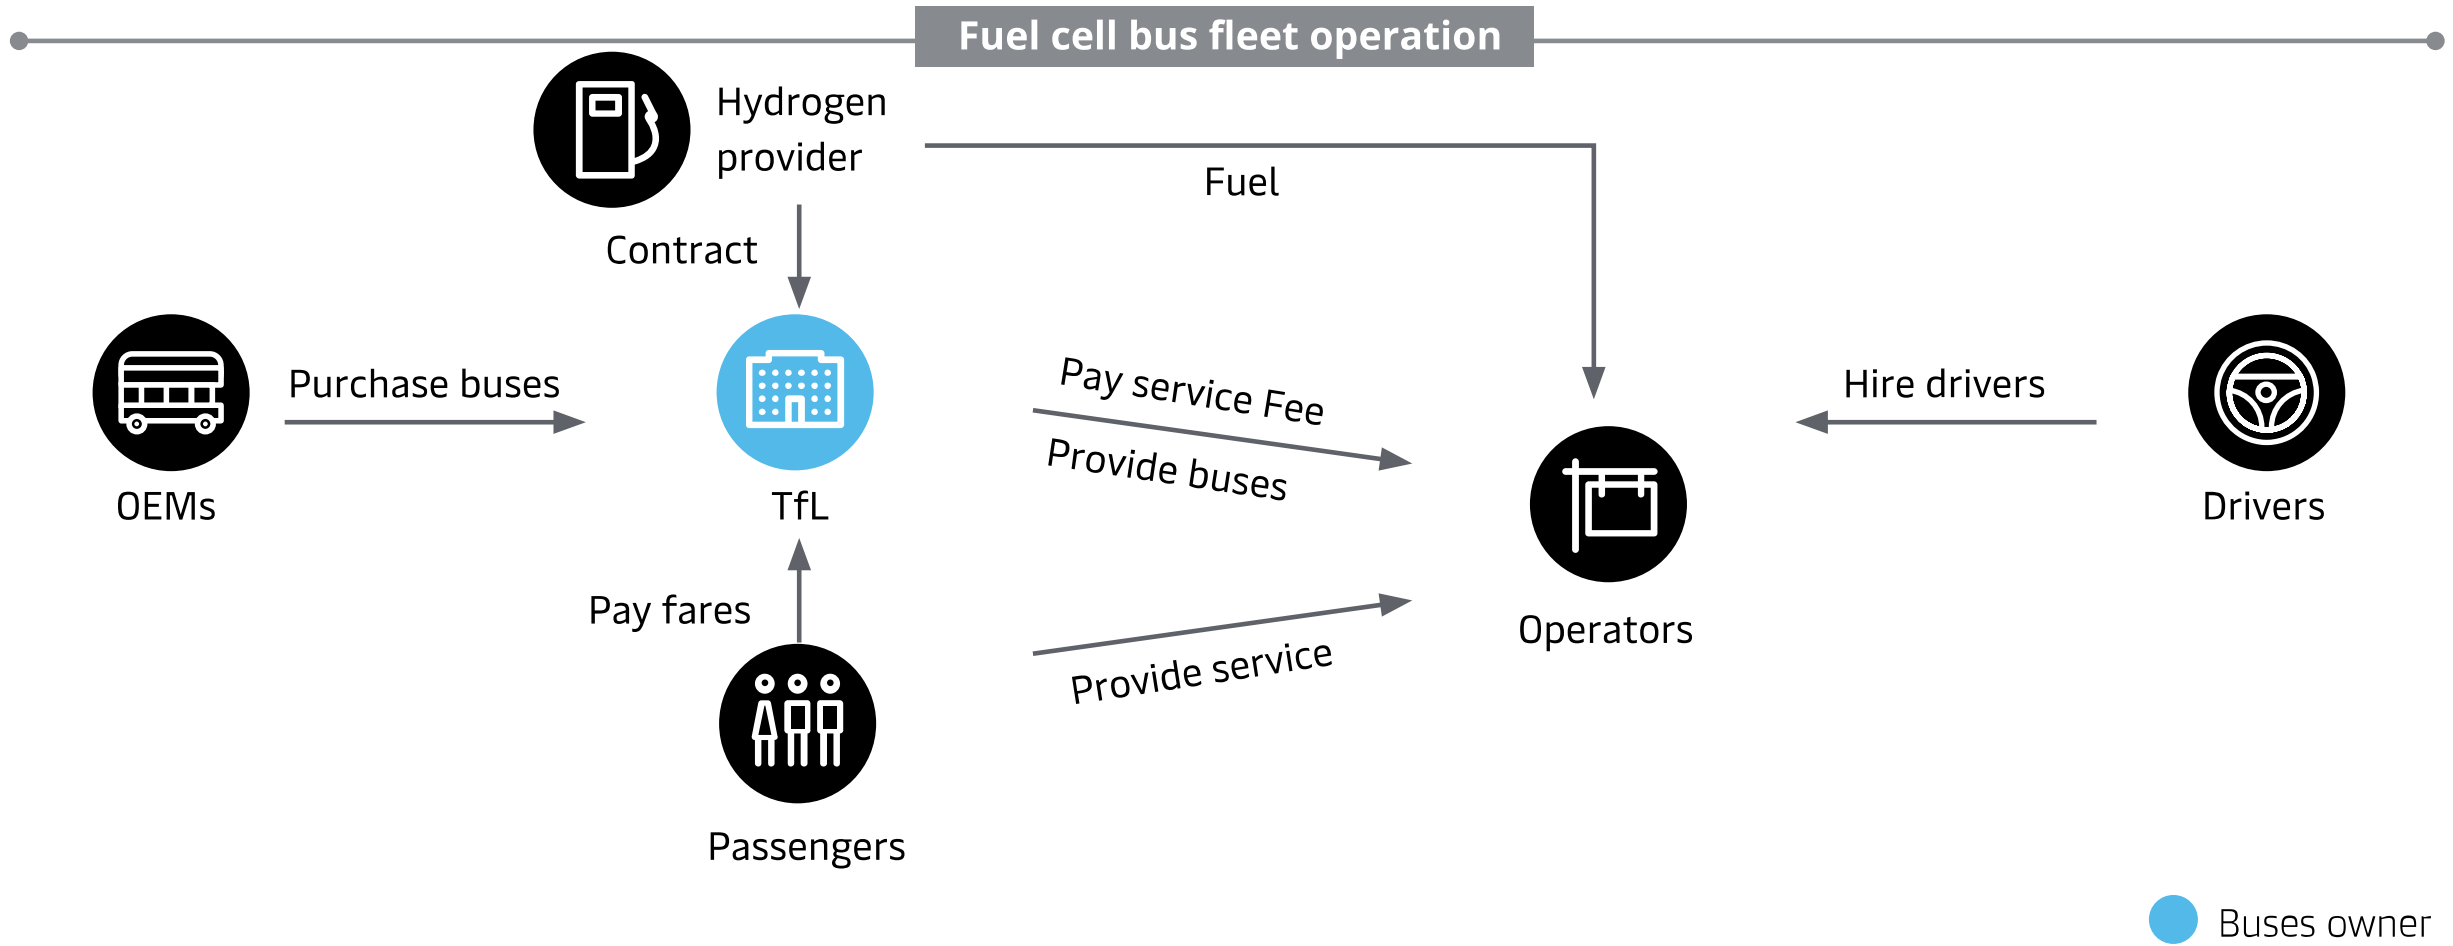 Fuel cell bus fleet operation
Hydrogen
provider
Fuel
Contract
Purchase buses
Pay service Fee
Provide buses
Hire drivers
OEMs
TfL
Drivers
Pay fares
Operators
Provide service
Passengers
Buses owner